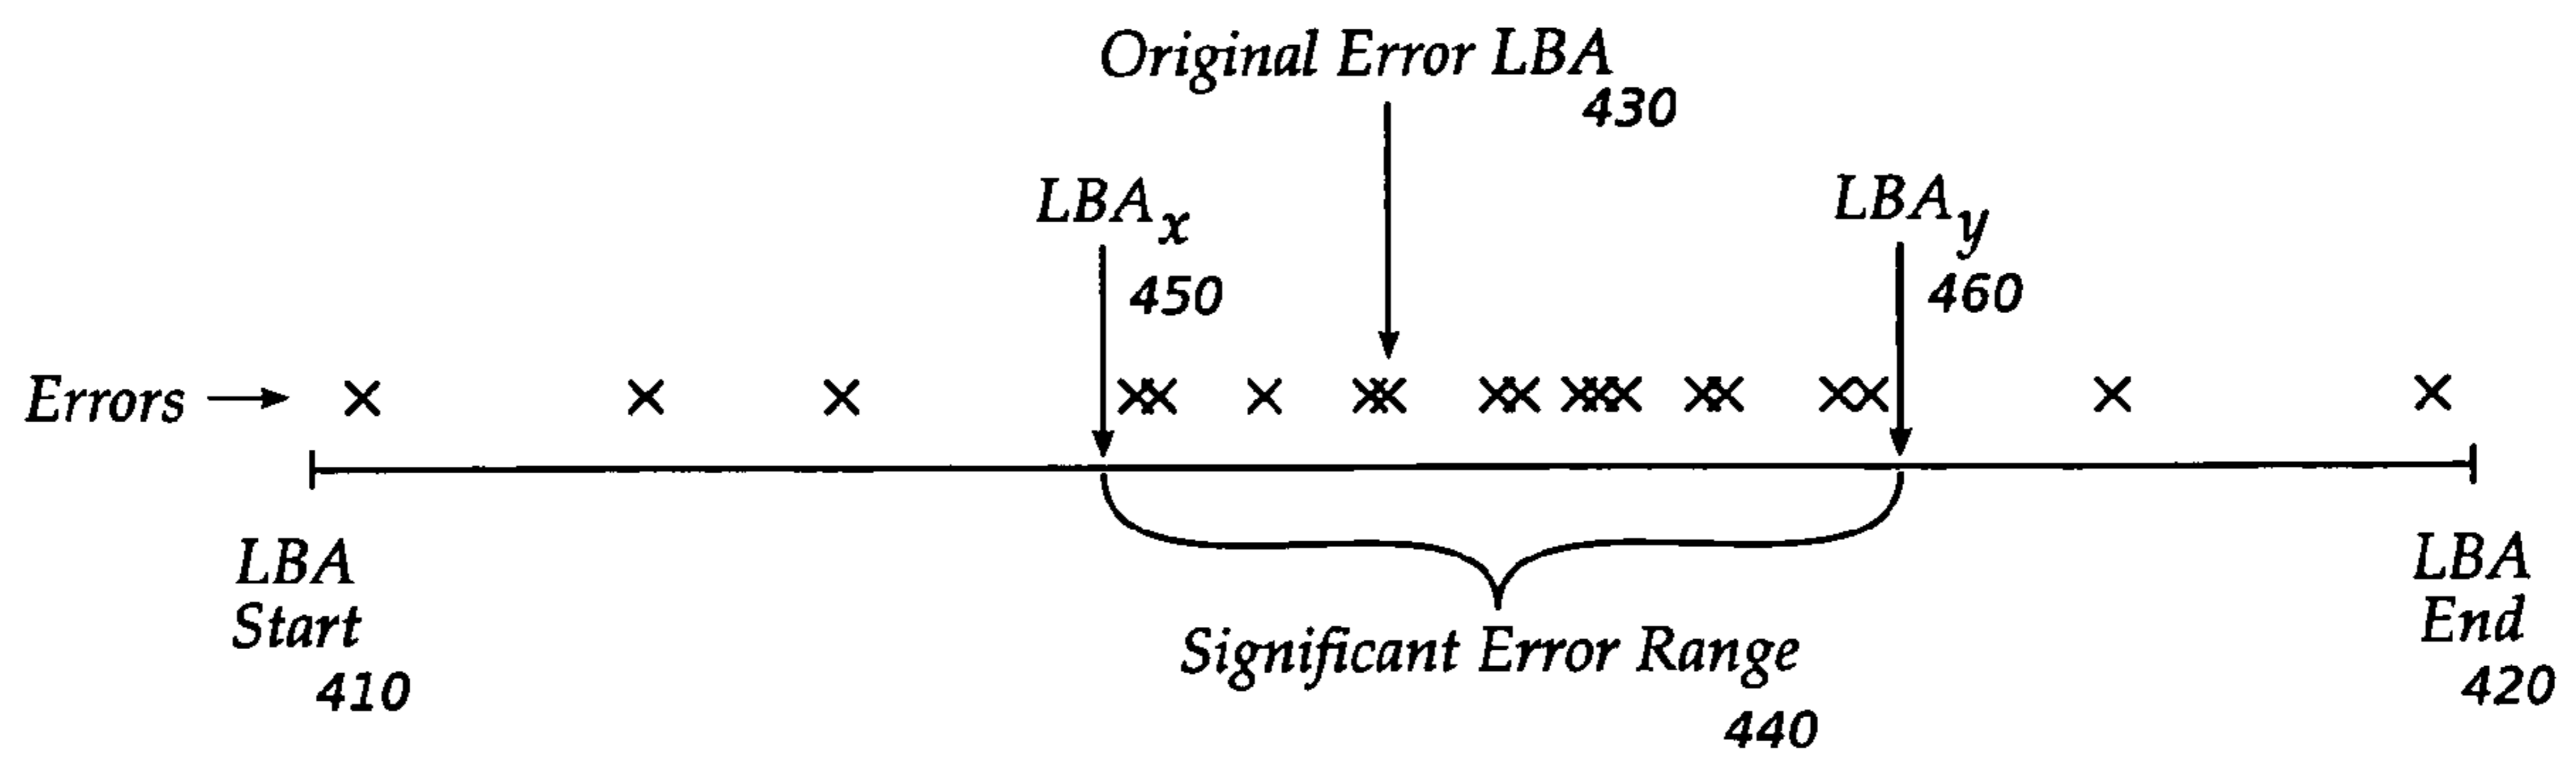 Original Error LBA
430
LBAx
450
LBAy
460
Errors
LBA
Start
410
Significant Error Range
440
LBA
End
420